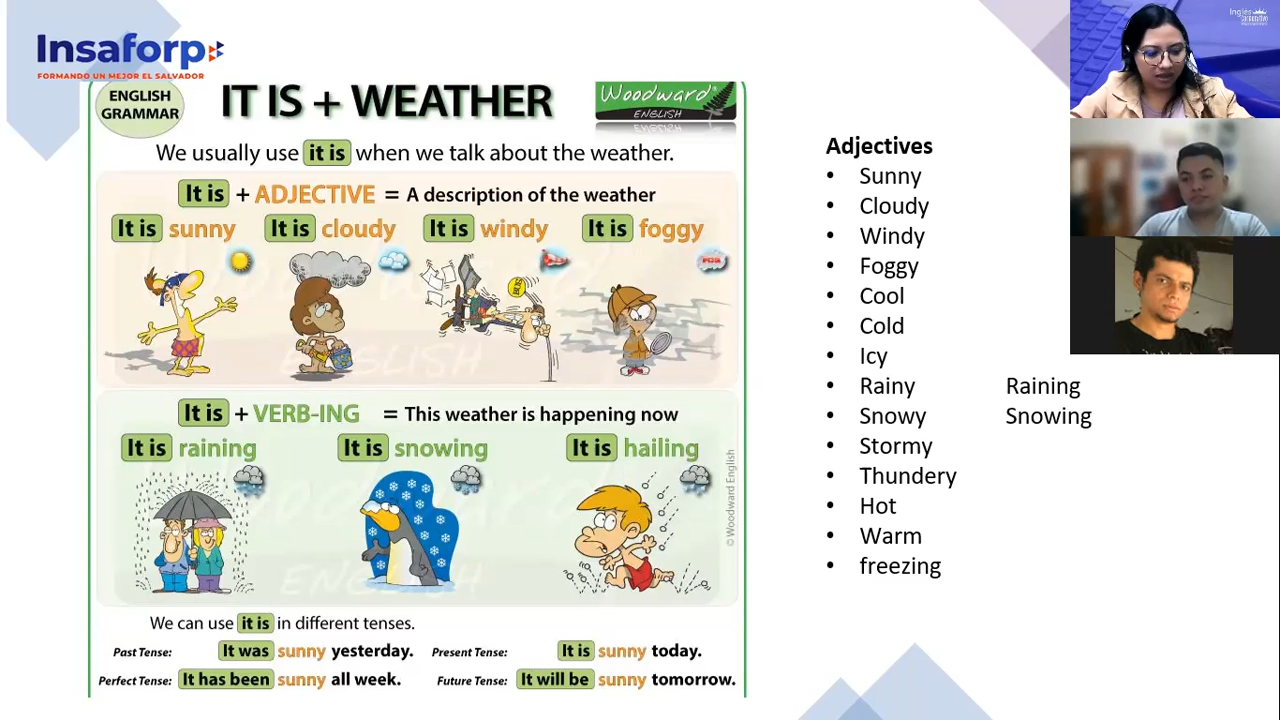 Insaforp
FORMANDO UN MEJOR EL SALVADOR
ENGLISH
GRAMMAR
IT IS + WEATHER
Woodward
ENGLISH
We usually use it is when we talk about the weather.
It is + ADJECTIVE = A description of the weather
It is sunny It is cloudy It is windy It is foggy
It is + VERB-ING = This weather is happening now
It is raining It is snowing It is hailing
© Woodward English
We can use it is in different tenses.
Past Tense: It was sunny yesterday. Present Tense: It is sunny today.
Perfect Tense: It has been sunny all week. Future Tense: It will be sunny tomorrow.
Adjectives
• Sunny
• Cloudy
• Windy
• Foggy
• Cool
• Cold
• Icy
• Rainy Raining
• Snowy Snowing
• Stormy
• Thundery
• Hot
• Warm
• freezing
Ingles